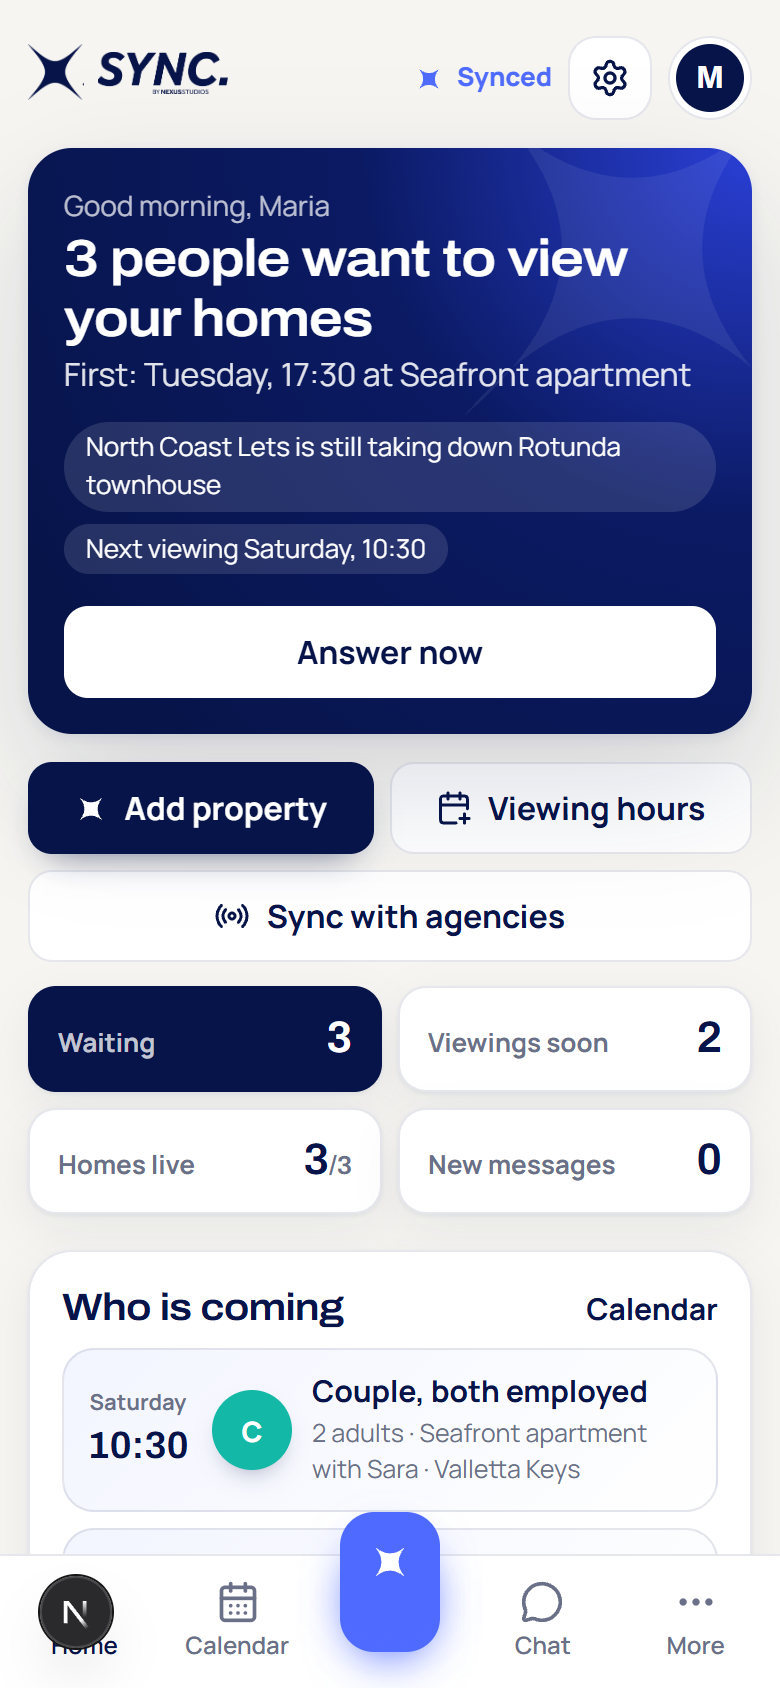 SYNC.
BY NEXUSSTUDIOS
Synced
M
Good morning, Maria
3 people want to view
your homes
First: Tuesday, 17:30 at Seafront apartment
North Coast Lets is still taking down Rotunda
townhouse
Next viewing Saturday, 10:30
Answer now
Add property
Viewing hours
Sync with agencies
Waiting 3
Viewings soon 2
Homes live 3/3
New messages 0
Who is coming
Calendar
Saturday
10:30
C
Couple, both employed
2 adults · Seafront apartment
with Sara · Valletta Keys
N
Home
Calendar
Chat
More